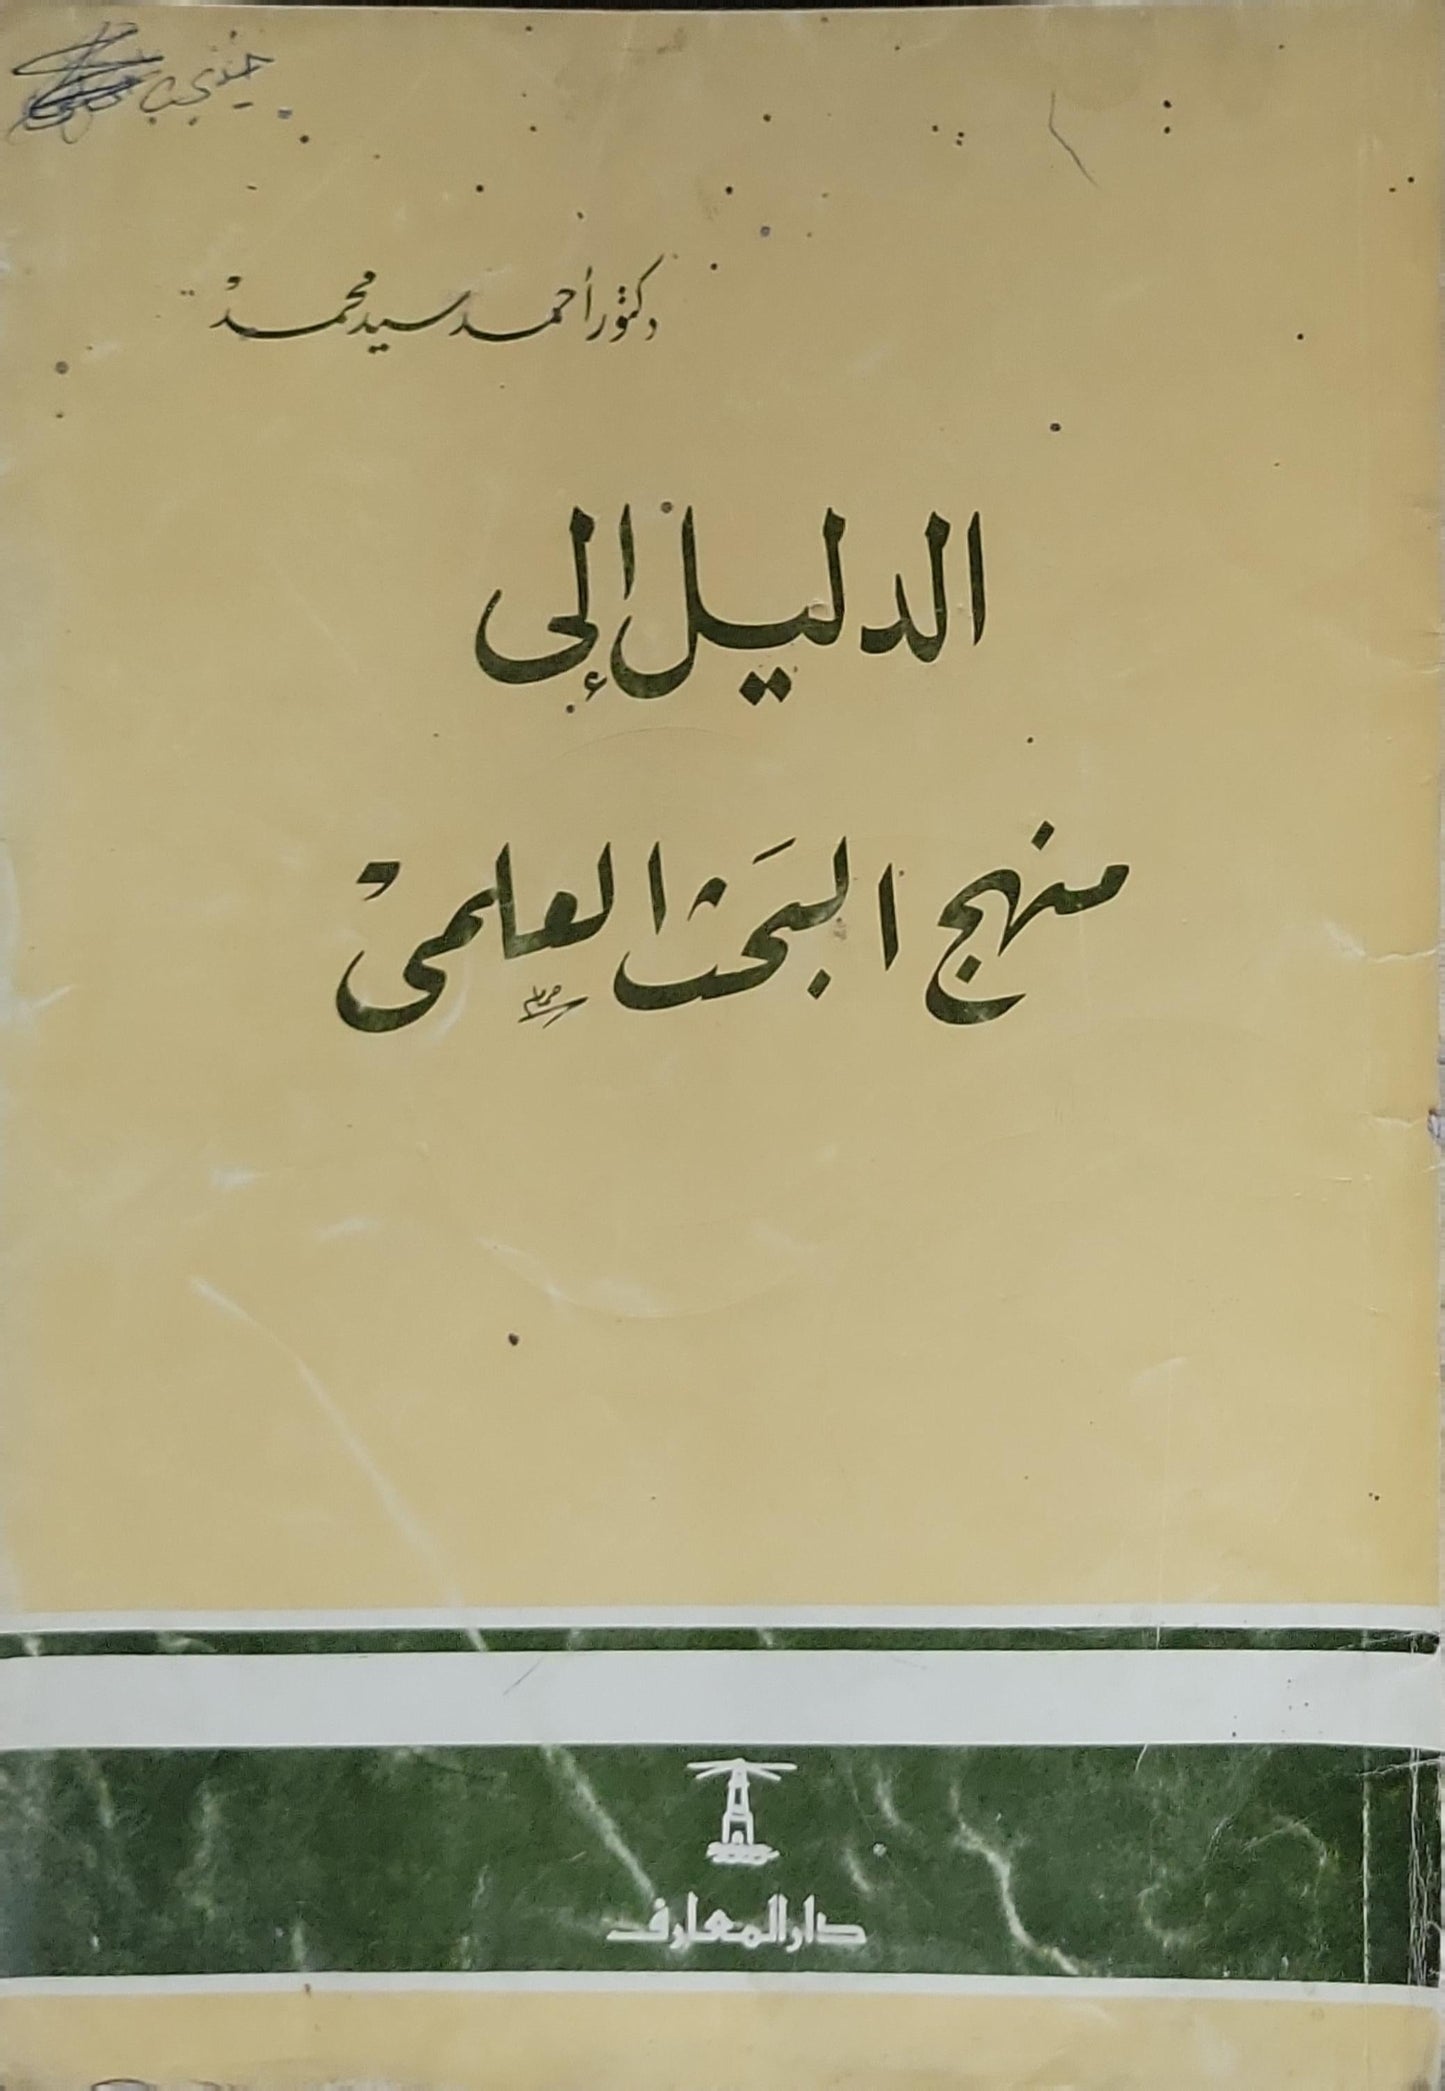 دكتور أحمد سيد محمد
الدليل إلى
منهج البحث العلمى
دار المعارف